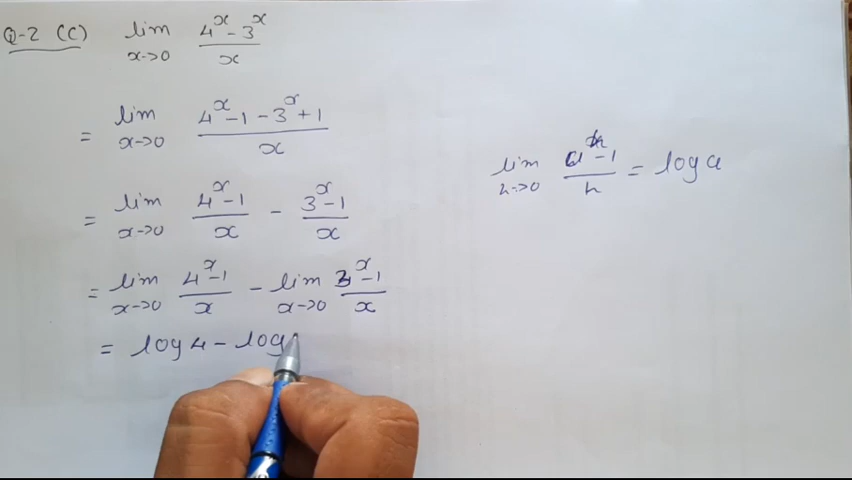 Q-2 (C) lim x→0 (4^x - 3^x)/x
= lim x→0 (4^x - 1 - 3^x + 1)/x
= lim x→0 (4^x - 1)/x - (3^x - 1)/x
= lim x→0 (4^x - 1)/x - lim x→0 (3^x - 1)/x
= log 4 - log
lim h→0 (a^h - 1)/h = log a